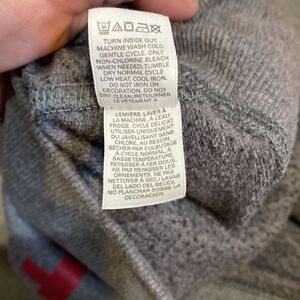 TURN INSIDE OUT.
MACHINE WASH COLD,
GENTLE CYCLE. ONLY
NON-CHLORINE BLEACH
WHEN NEEDED. TUMBLE
DRY NORMAL CYCLE
LOW HEAT. COOL IRON.
DO NOT IRON ON
DECORATION. DO NOT
DRY CLEAN./RETOURNER
LE VÊTEMENT À
L'ENVERS. LAVER À
LA MACHINE, À L'EAU
FROIDE, CYCLE DÉLICAT.
UTILISER UNIQUEMENT
DU JAVELLISANT SANS
CHLORE, AU BESOIN.
SÉCHER PAR CULBUTAGE
À CYCLE NORMAL, À
BASSE TEMPÉRATURE.
REPASSER À FER DOUX.
NE PAS REPASSER LES
ORNEMENTS. NE PAS
NETTOYER À SEC./LAVAR
DEL LADO DEL REVÉS.
NO PLANCHAR SOBRE LA
DECORACIÓN